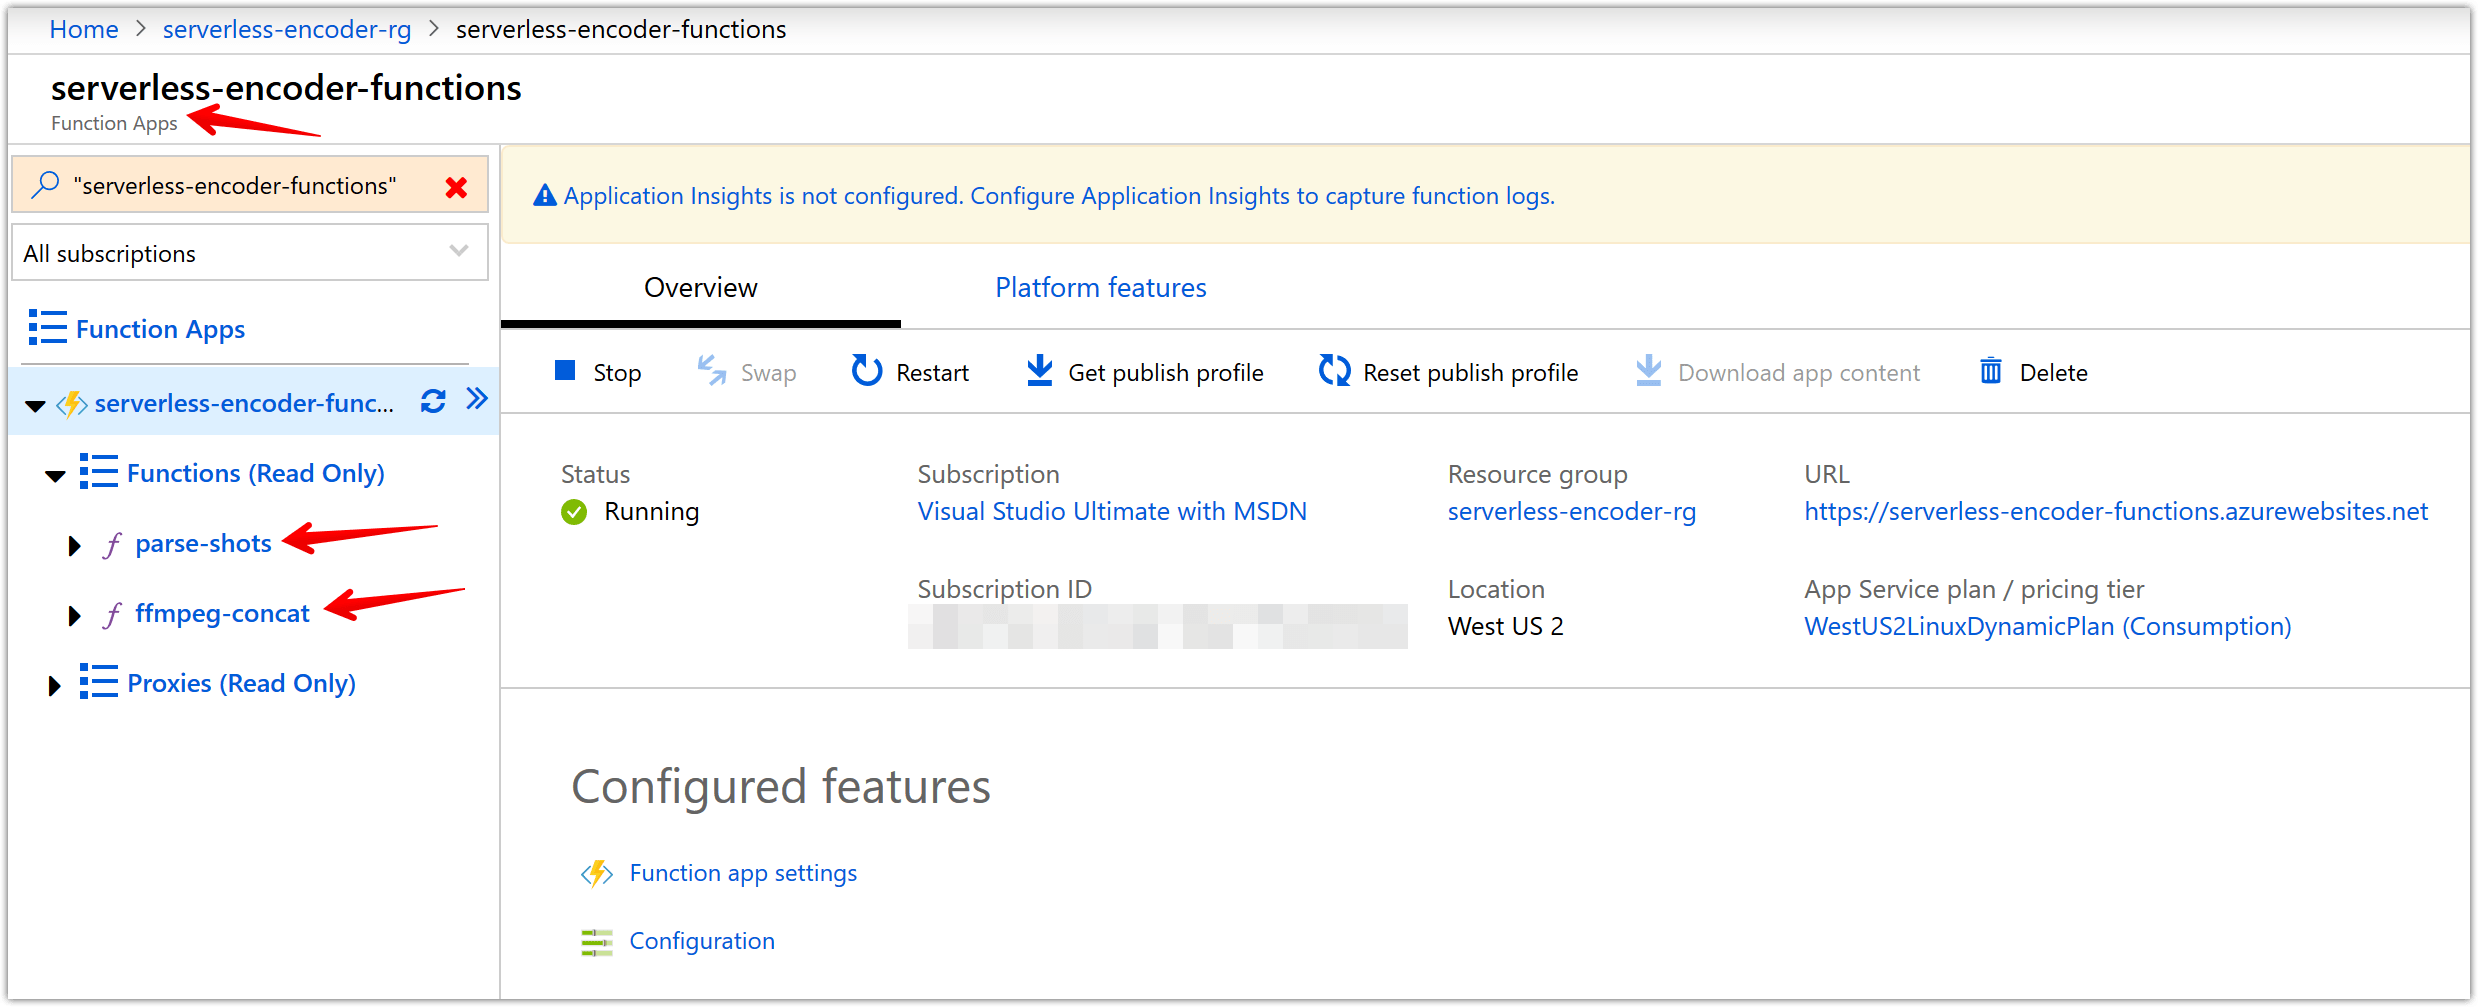 Home > serverless-encoder-rg > serverless-encoder-functions
serverless-encoder-functions
Function Apps
"serverless-encoder-functions"
All subscriptions
Function Apps
serverless-encoder-func...
Functions (Read Only)
parse-shots
ffmpeg-concat
Proxies (Read Only)
Application Insights is not configured. Configure Application Insights to capture function logs.
Overview Platform features
Stop Swap Restart Get publish profile Reset publish profile Download app content Delete
Status Subscription Resource group URL
Running Visual Studio Ultimate with MSDN serverless-encoder-rg https://serverless-encoder-functions.azurewebsites.net
Subscription ID Location App Service plan / pricing tier
West US 2 WestUS2LinuxDynamicPlan (Consumption)
Configured features
Function app settings
Configuration